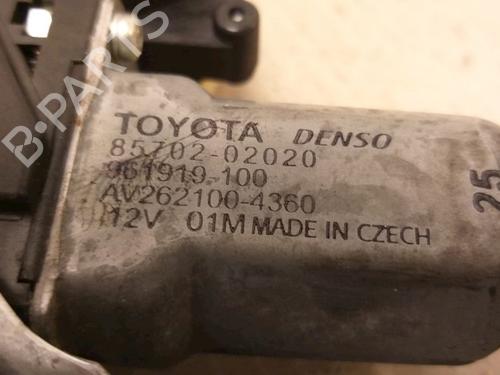 TOYOTA DENSO
85702-02020
961919-100
AV262100-4360
12V 01M MADE IN CZECH
25
B-PARTS